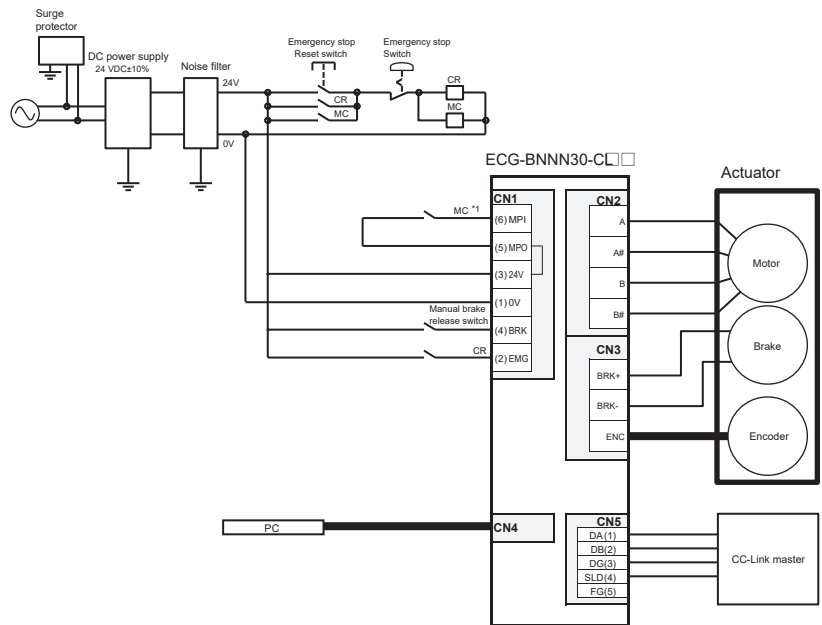 Surge
protector
DC power supply
24 VDC±10%
Noise filter
24V
0V
Emergency stop
Reset switch
Emergency stop
Switch
CR
MC
CR
MC
ECG-BNNN30-CL□□
Actuator
CN1
MC *1
(6) MPI
(5) MPO
(3) 24V
(1) 0V
Manual brake
release switch
(4) BRK
CR
(2) EMG
CN2
A
A#
B
B#
CN3
BRK+
BRK-
ENC
Motor
Brake
Encoder
PC
CN4
CN5
DA(1)
DB(2)
DG(3)
SLD(4)
FG(5)
CC-Link master